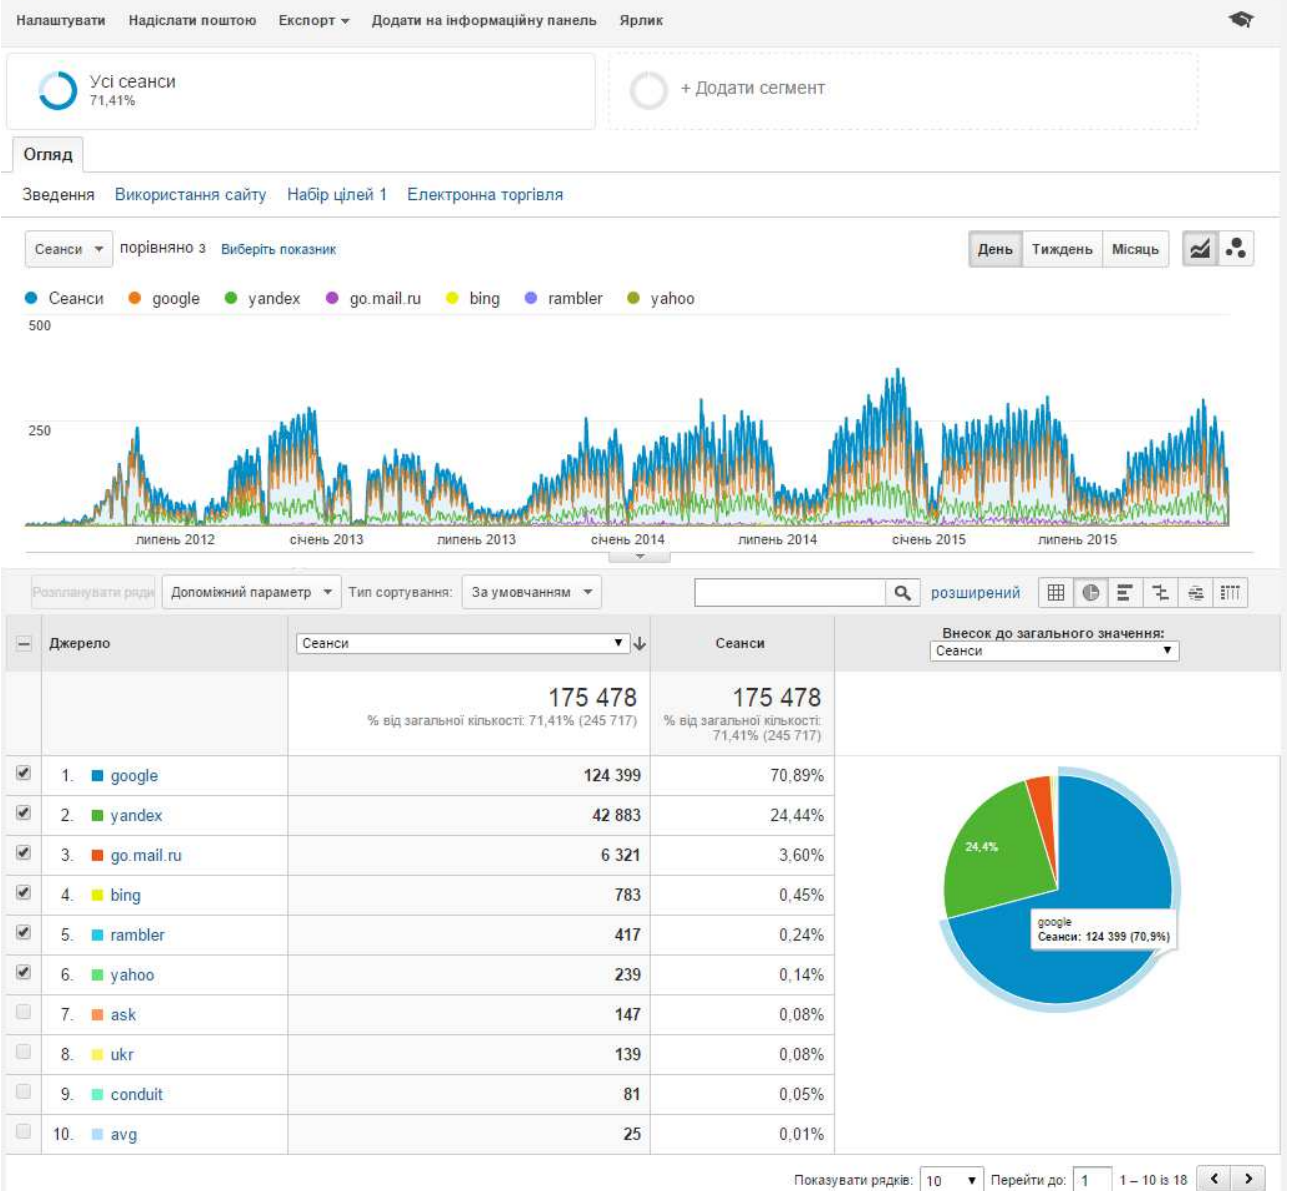 Налаштувати Надіслати поштою Експорт Додати на інформаційну панель Ярлик
Усі сеанси
71,41%
+ Додати сегмент
Огляд
Зведення Використання сайту Набір цілей 1 Електронна торгівля
Сеанси порівняно з Виберіть показник День Тиждень Місяць
Сеанси google yandex go.mail.ru bing rambler yahoo
500
250
липень 2012 січень 2013 липень 2013 січень 2014 липень 2014 січень 2015 липень 2015
Розпланувати ряди Допоміжний параметр Тип сортування: За умовчанням розширений
Джерело Сеанси Сеанси Внесок до загального значення:
Сеанси
175 478 175 478
% від загальної кількості: 71,41% (245 717) % від загальної кількості:
71,41% (245 717)
1. google 124 399 70,89%
2. yandex 42 883 24,44%
3. go.mail.ru 6 321 3,60%
4. bing 783 0,45%
5. rambler 417 0,24%
6. yahoo 239 0,14%
7. ask 147 0,08%
8. ukr 139 0,08%
9. conduit 81 0,05%
10. avg 25 0,01%
24,4%
google
Сеанси: 124 399 (70,9%)
Показувати рядків: 10 Перейти до: 1 1 – 10 із 18